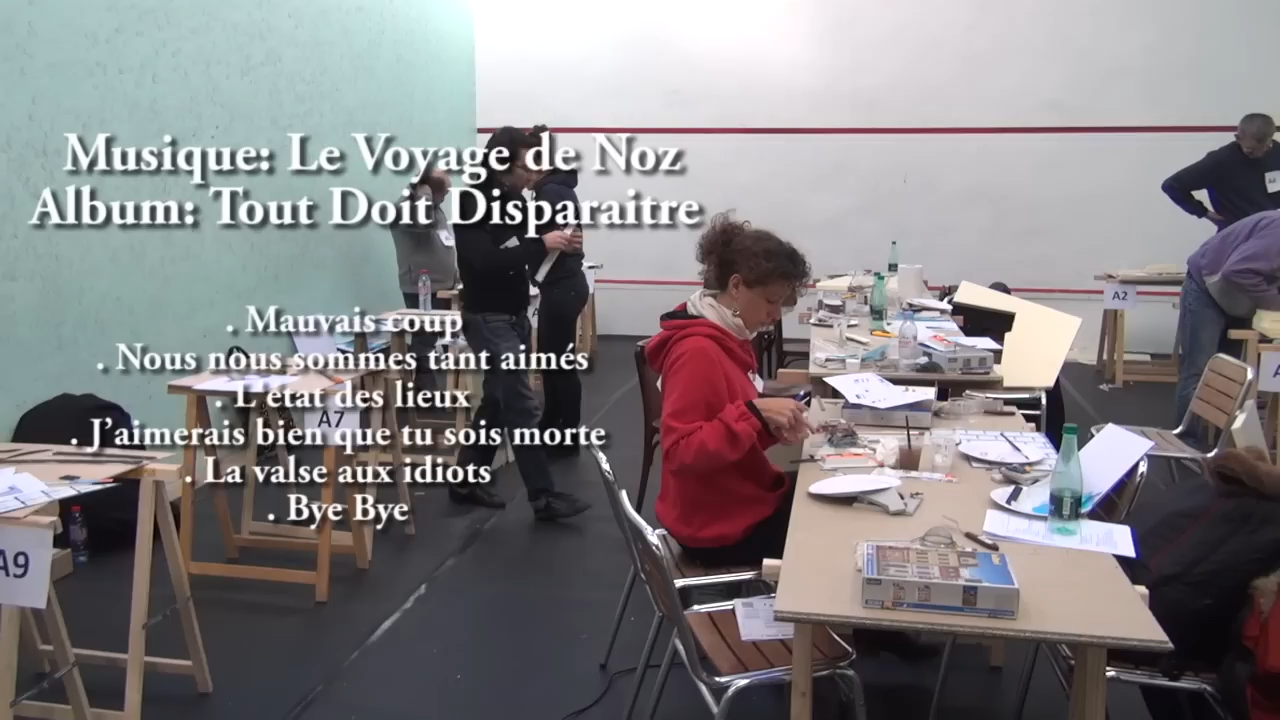 Musique: Le Voyage de Noz
Album: Tout Doit Disparaitre
. Mauvais coup
. Nous nous sommes tant aimés
. L'état des lieux
. J'aimerais bien que tu sois morte
. La valse aux idiots
. Bye Bye
A2
A7
A9